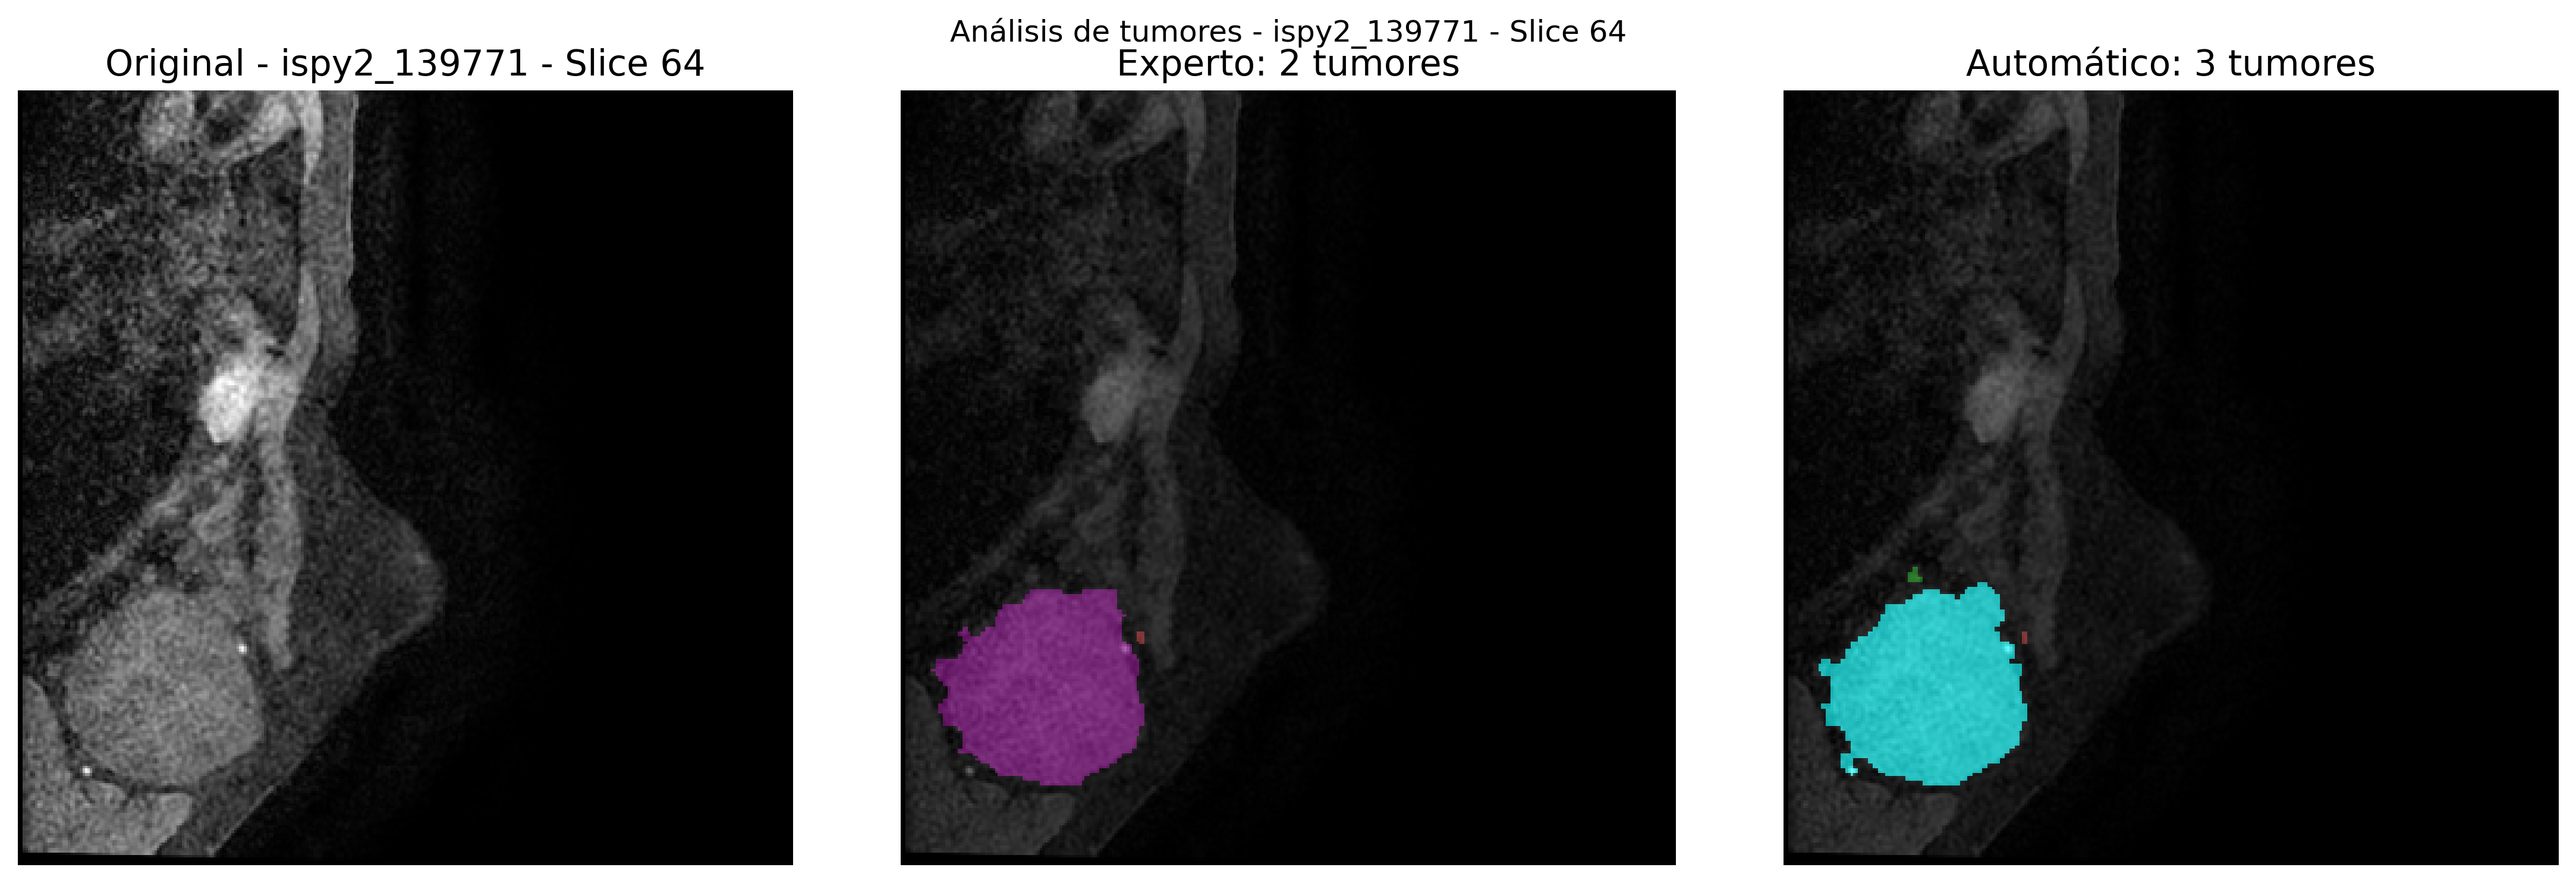 Análisis de tumores - ispy2_139771 - Slice 64
Original - ispy2_139771 - Slice 64
Experto: 2 tumores
Automático: 3 tumores